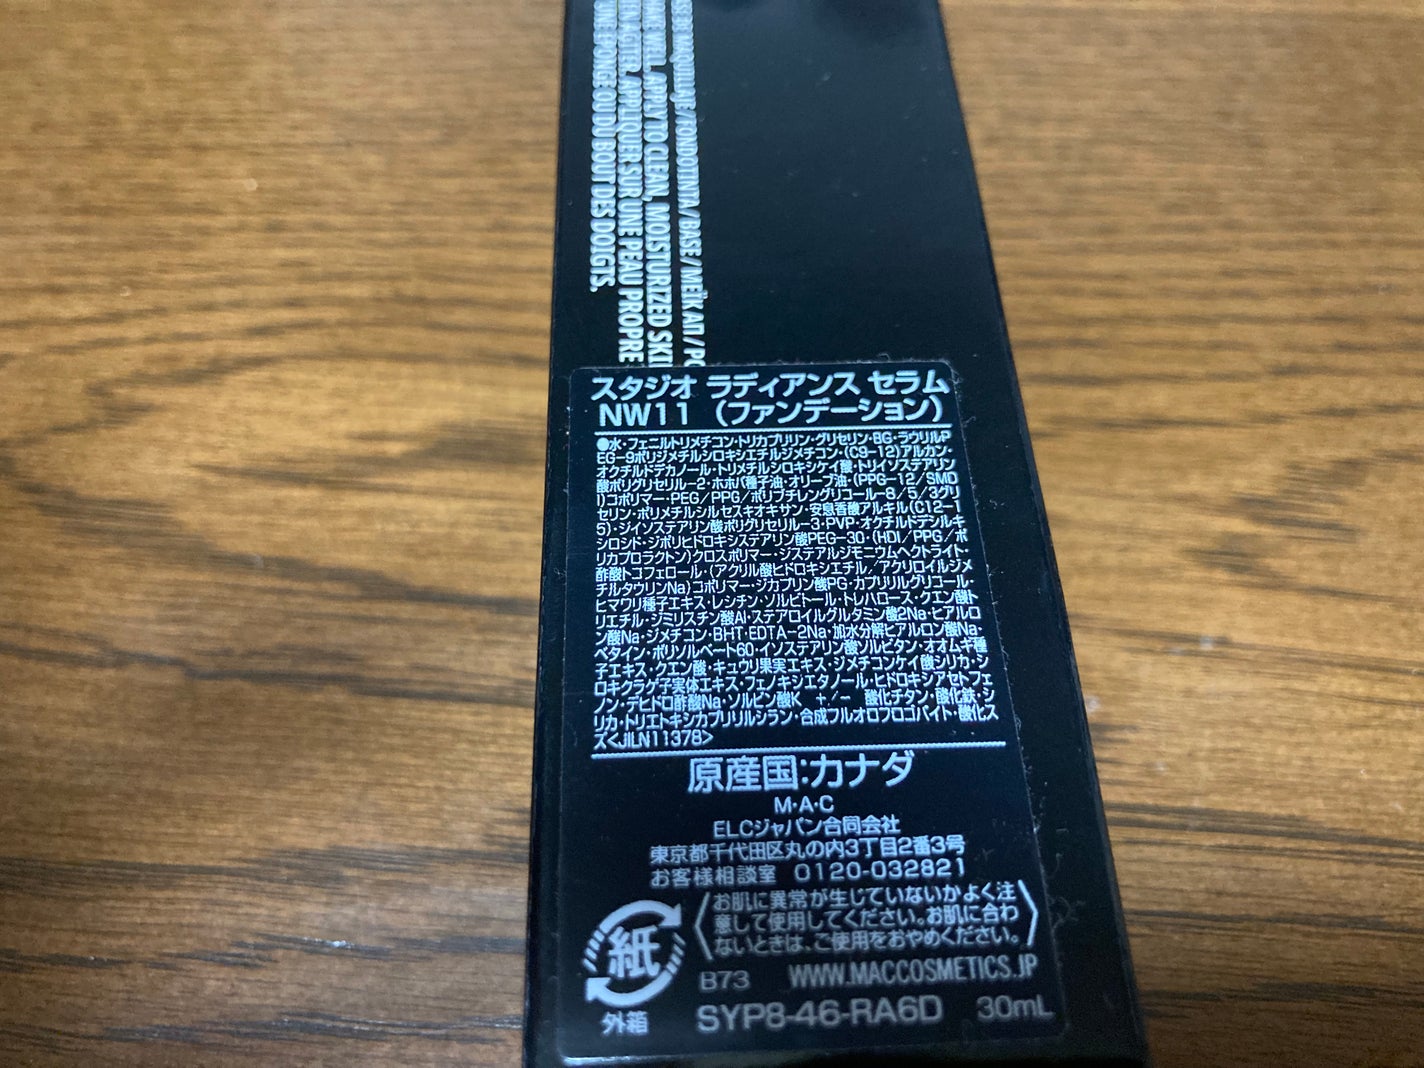 ASE DE MAQUILLAJE / FONDOTINTA / BASE / МЕЙКАП /
AKE WELL. APPLY TO CLEAN, MOISTURIZED SKI
AGITER. APPLIQUER SUR UNE PEAU PROPRE
UNE ÉPONGE OU DU BOUT DES DOIGTS.
スタジオ ラディアンス セラム
NW11 (ファンデーション)
●水・フェニルトリメチコン・トリカプリリン・グリセリン・BG・ラウリルP
EG-9ポリジメチルシロキシエチルジメチコン・(C9-12)アルカン・
オクチルドデカノール・トリメチルシロキシケイ酸・トリイソステアリン
酸ポリグリセリル-2・ホホバ種子油・オリーブ油・(PPG-12/SMD
I)コポリマー・PEG/PPG/ポリブチレングリコール-8/5/3グリ
セリン・ポリメチルシルセスキオキサン・安息香酸アルキル(C12-1
5)・ジイソステアリン酸ポリグリセリル-3・PVP・オクチルドデシルキ
シロシド・ジポリヒドロキシステアリン酸PEG-30・(HDI/PPG/ポ
リカプロラクトン)クロスポリマー・ジステアルジモニウムヘクトライト・
酢酸トコフェロール・(アクリル酸ヒドロキシエチル/アクリロイルジメ
チルタウリンNa)コポリマー・ジカプリン酸PG・カプリリルグリコール・
ヒマワリ種子エキス・レシチン・ソルビトール・トレハロース・クエン酸ト
リエチル・ジミリスチン酸Al・ステアロイルグルタミン酸2Na・ヒアルロ
ン酸Na・ジメチコン・BHT・EDTA-2Na・加水分解ヒアルロン酸Na・
ベタイン・ポリソルベート60・イソステアリン酸ソルビタン・オオムギ種
子エキス・クエン酸・キュウリ果実エキス・ジメチコンケイ酸シリカ・シ
ロキクラゲ子実体エキス・フェノキシエタノール・ヒドロキシアセトフェ
ノン・デヒドロ酢酸Na・ソルビン酸K +/- 酸化チタン・酸化鉄・シ
リカ・トリエトキシカプリリルシラン・合成フルオロフロゴパイト・酸化ス
ズ<JILN11378>
原産国:カナダ
M・A・C
ELCジャパン合同会社
東京都千代田区丸の内3丁目2番3号
お客様相談室 0120-032821
お肌に異常が生じていないかよく注
意して使用してください。お肌に合わ
ないときは、ご使用をおやめください。
紙
外箱
B73 WWW.MACCOSMETICS.JP
SYP8-46-RA6D 30mL